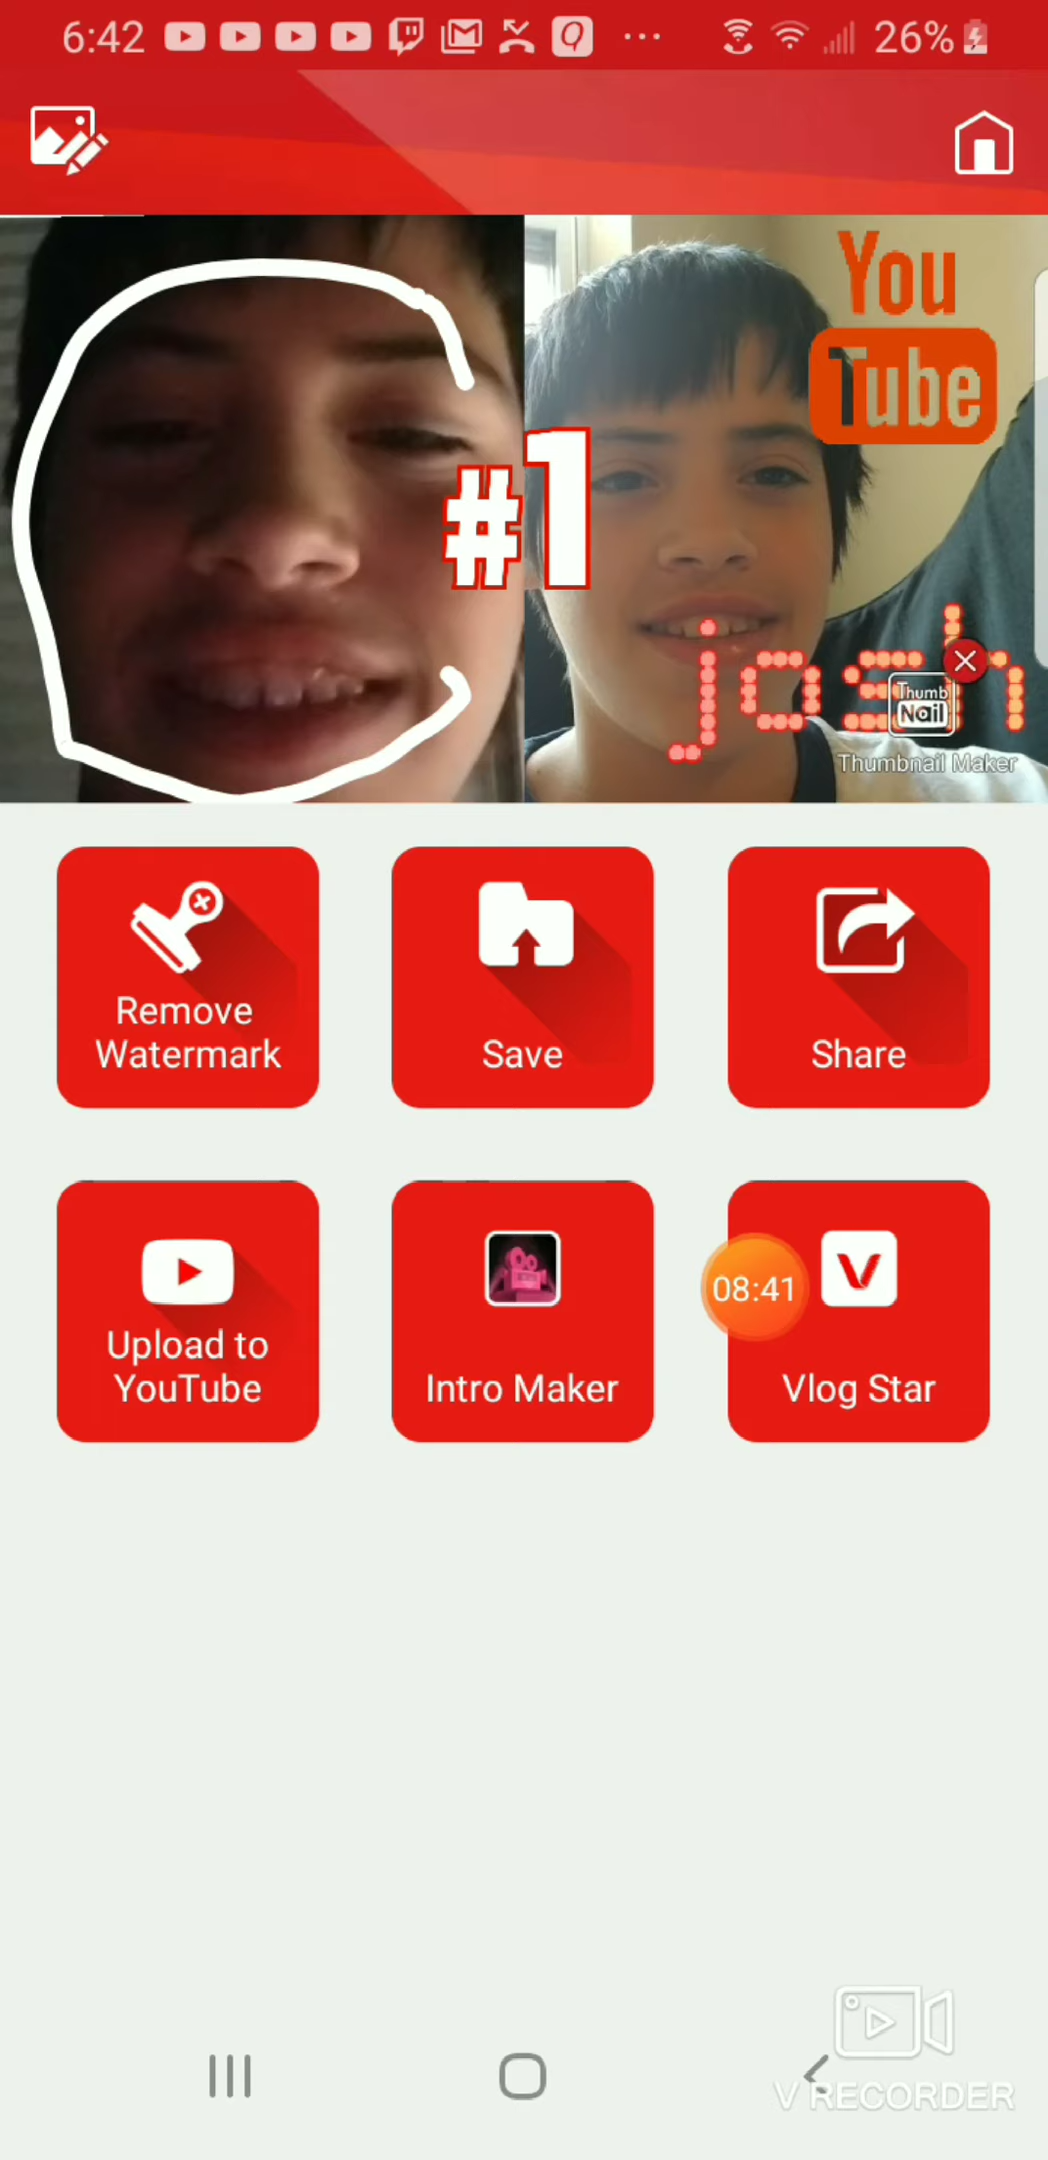 6:42
26%
You
Tube
#1
josh
Thumb
Nail
Thumbnail Maker
Remove
Watermark
Save
Share
Upload to
YouTube
Intro Maker
08:41
Vlog Star
V RECORDER